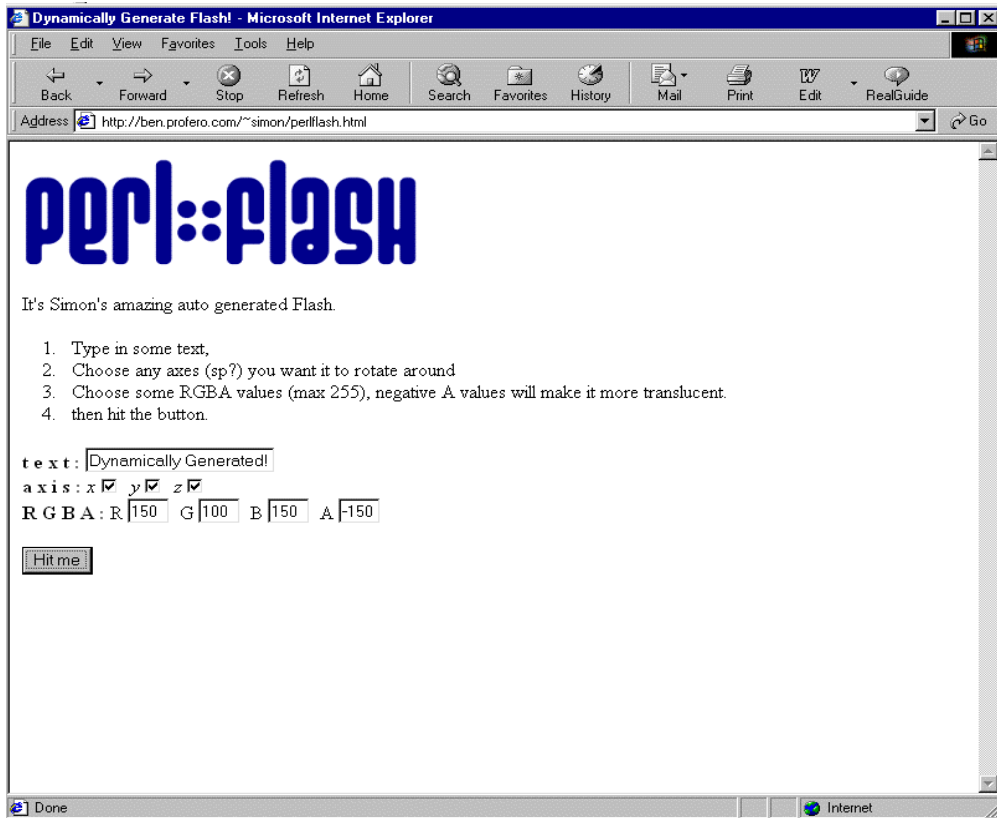 Dynamically Generate Flash! - Microsoft Internet Explorer
File Edit View Favorites Tools Help
Back Forward Stop Refresh Home Search Favorites History Mail Print Edit RealGuide
Address http://ben.profero.com/~simon/perlflash.html Go
perl::flash
It's Simon's amazing auto generated Flash.
1. Type in some text,
2. Choose any axes (sp?) you want it to rotate around
3. Choose some RGBA values (max 255), negative A values will make it more translucent.
4. then hit the button.
text: Dynamically Generated!
axis: x y z
RGBA: R 150 G 100 B 150 A -150
Hit me
Done Internet